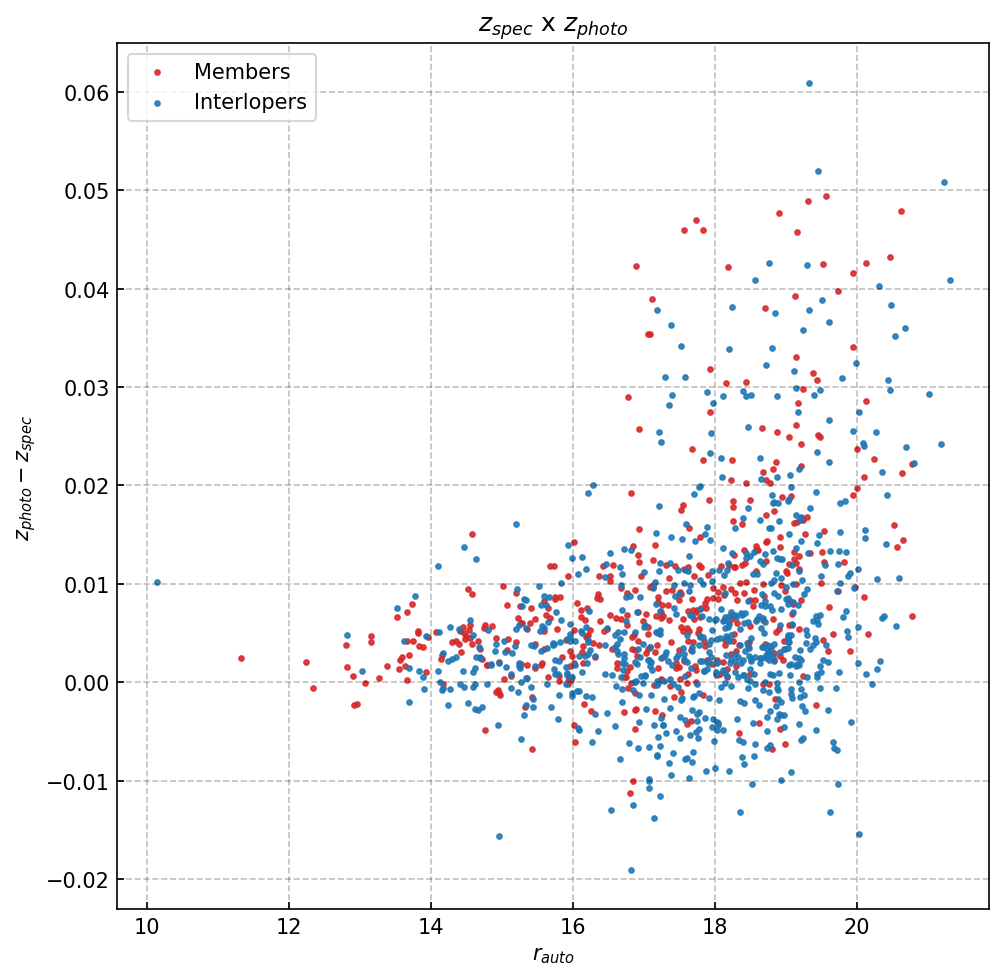 z_spec x z_photo
Members
Interlopers
0.06
0.05
0.04
0.03
0.02
0.01
0.00
−0.01
−0.02
z_photo − z_spec
10 12 14 16 18 20
r_auto